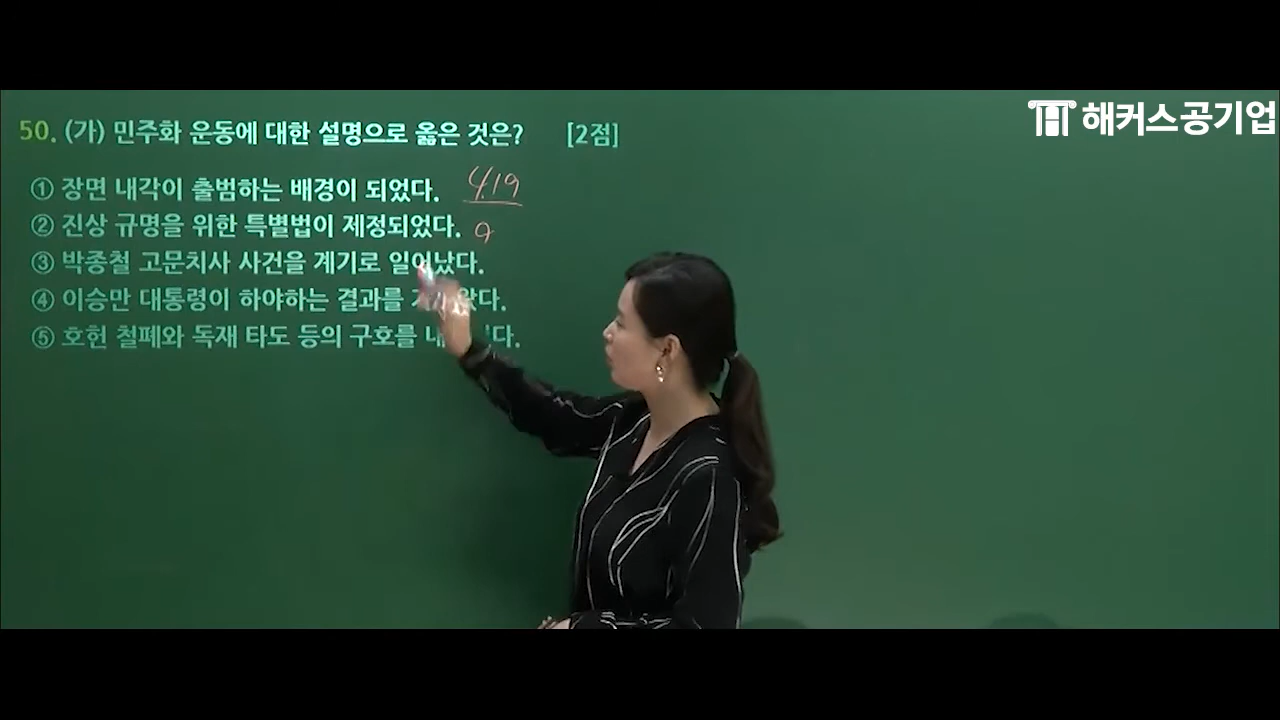 해커스공기업
50. (가) 민주화 운동에 대한 설명으로 옳은 것은? [2점]
① 장면 내각이 출범하는 배경이 되었다. 4.19
② 진상 규명을 위한 특별법이 제정되었다.
③ 박종철 고문치사 사건을 계기로 일어났다.
④ 이승만 대통령이 하야하는 결과를
⑤ 호헌 철폐와 독재 타도 등의 구호를